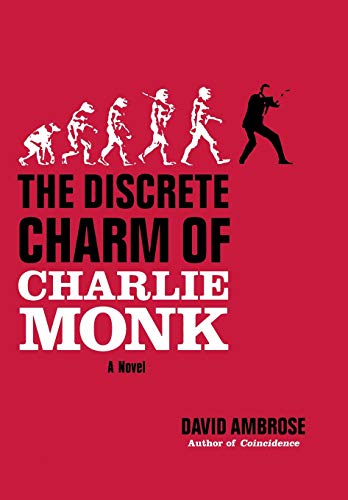 THE DISCRETE
CHARM OF
CHARLIE
MONK
A Novel
DAVID AMBROSE
Author of Coincidence